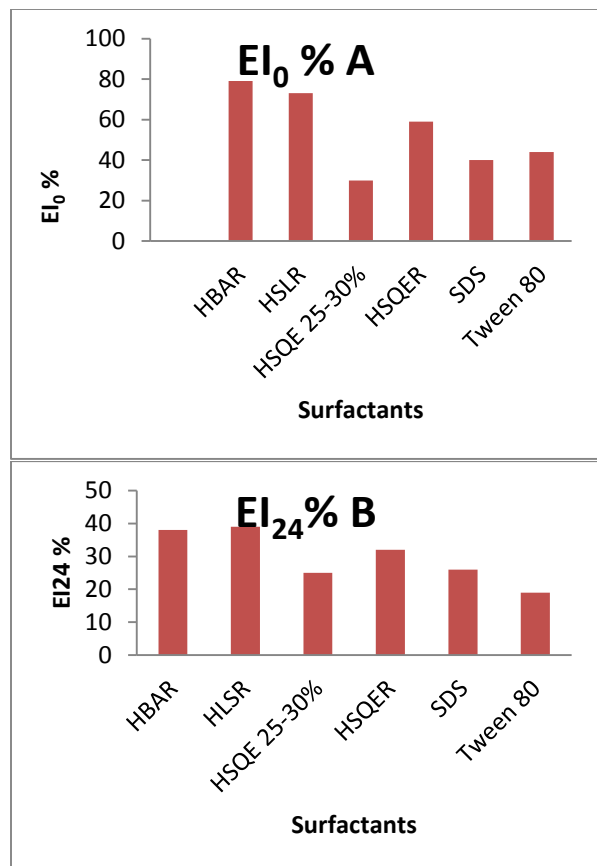 EI₀ % A
100
80
60
40
20
0
EI₀ %
HBAR
HSLR
HSQE 25-30%
HSQER
SDS
Tween 80
Surfactants
EI₂₄% B
50
40
30
20
10
0
EI24 %
HBAR
HLSR
HSQE 25-30%
HSQER
SDS
Tween 80
Surfactants